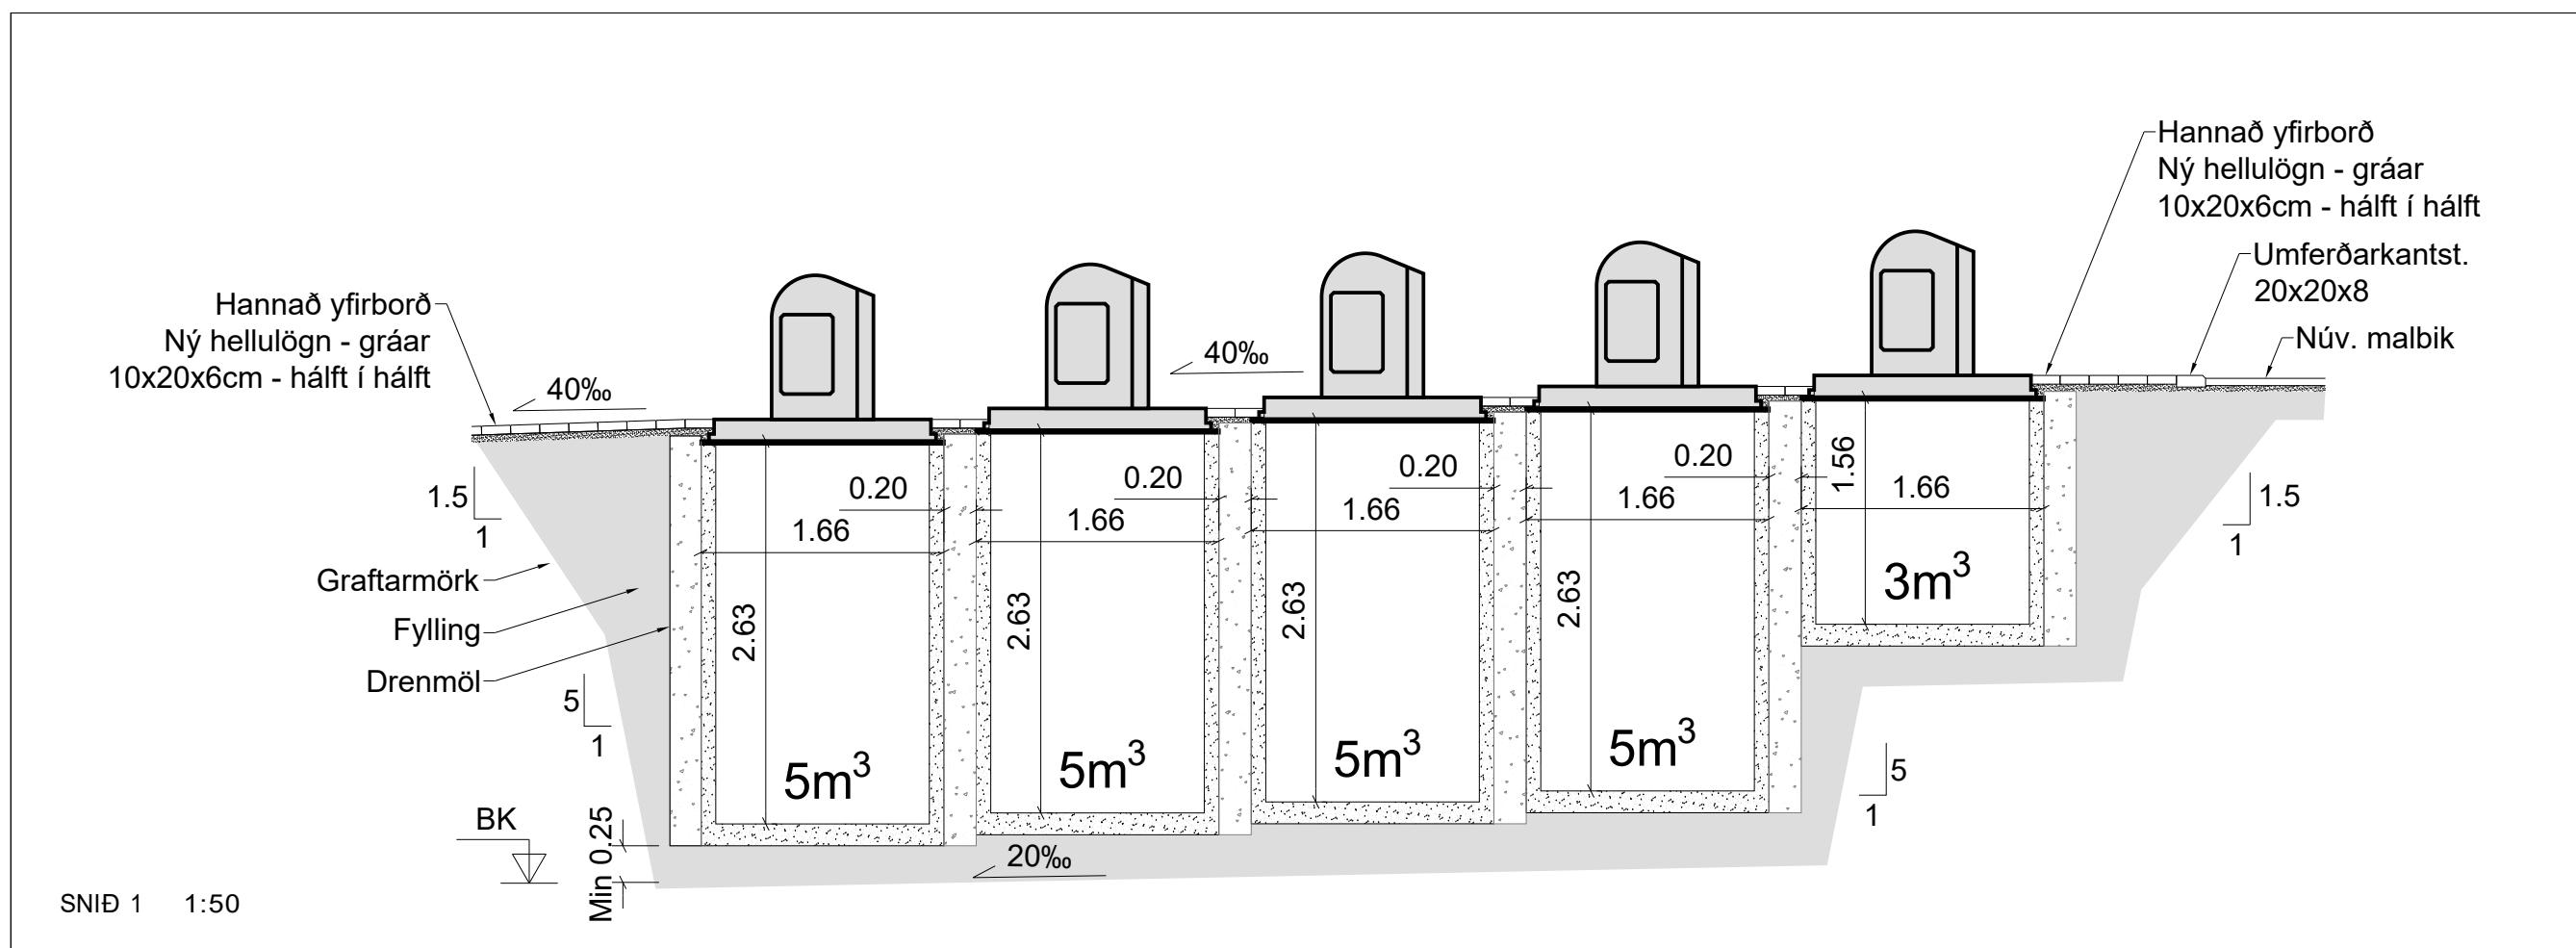 Hannað yfirborð
Ný hellulögn - gráar
10x20x6cm - hálft í hálft
Umferðarkantst.
20x20x8
Núv. malbik
Hannað yfirborð
Ný hellulögn - gráar
10x20x6cm - hálft í hálft
40‰
40‰
1.5
1
Graftarmörk
Fylling
Drenmöl
5
1
BK
Min 0.25
20‰
0.20
1.66
2.63
5m³
0.20
1.66
2.63
5m³
0.20
1.66
2.63
5m³
0.20
1.66
2.63
5m³
1.56
1.66
3m³
1.5
1
5
1
SNIÐ 1 1:50